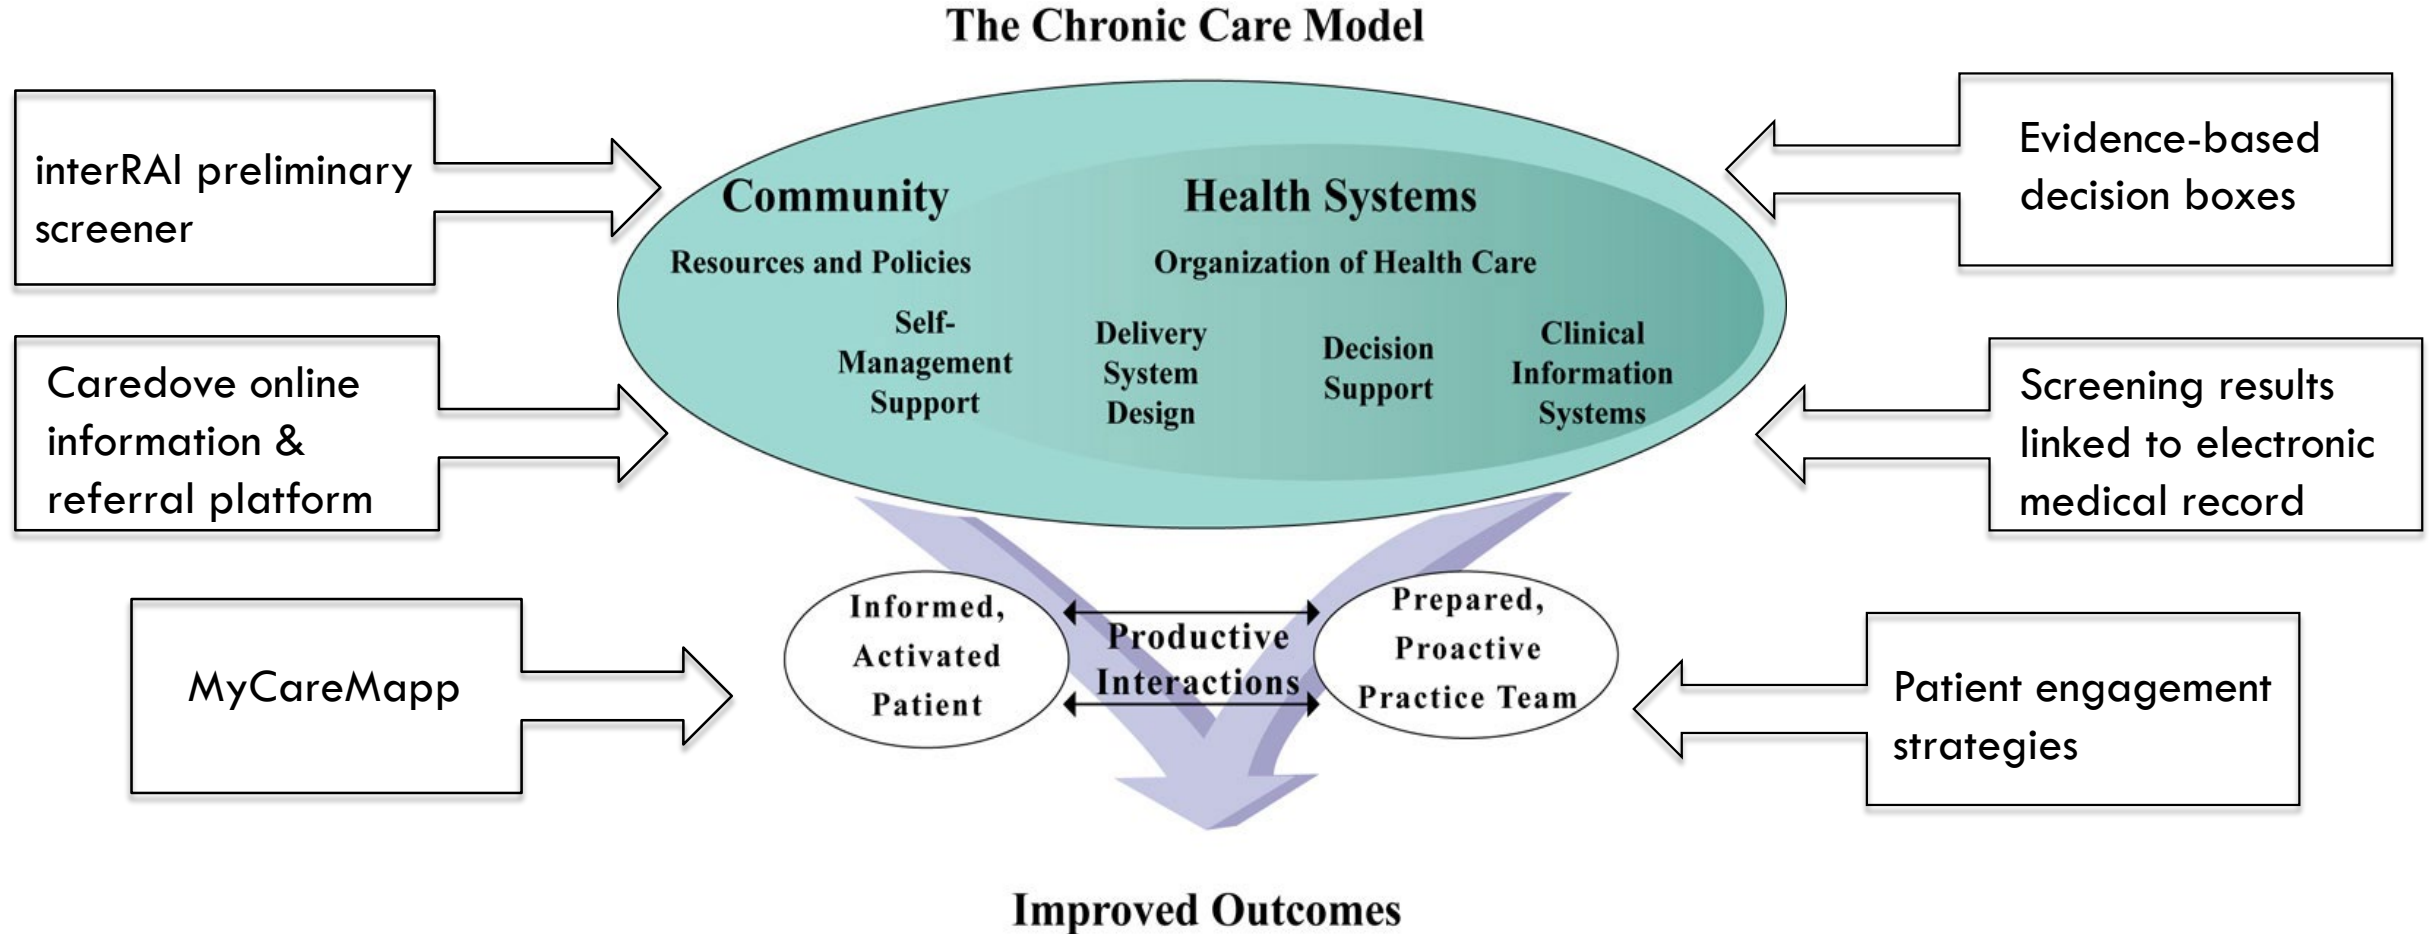 The Chronic Care Model
interRAI preliminary
screener
Caredove online
information &
referral platform
MyCareMapp
Community
Resources and Policies
Health Systems
Organization of Health Care
Self-
Management
Support
Delivery
System
Design
Decision
Support
Clinical
Information
Systems
Informed,
Activated
Patient
Productive
Interactions
Prepared,
Proactive
Practice Team
Evidence-based
decision boxes
Screening results
linked to electronic
medical record
Patient engagement
strategies
Improved Outcomes